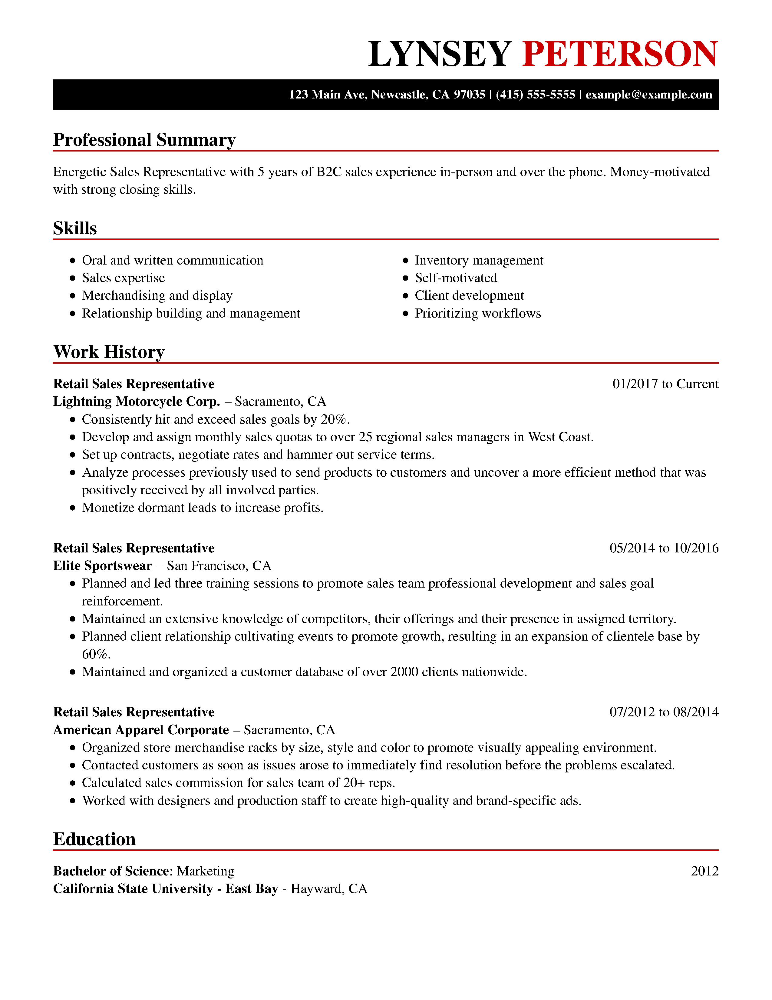 LYNSEY PETERSON
123 Main Ave, Newcastle, CA 97035 | (415) 555-5555 | example@example.com
Professional Summary
Energetic Sales Representative with 5 years of B2C sales experience in-person and over the phone. Money-motivated
with strong closing skills.
Skills
• Oral and written communication
• Sales expertise
• Merchandising and display
• Relationship building and management
• Inventory management
• Self-motivated
• Client development
• Prioritizing workflows
Work History
Retail Sales Representative 01/2017 to Current
Lightning Motorcycle Corp. – Sacramento, CA
• Consistently hit and exceed sales goals by 20%.
• Develop and assign monthly sales quotas to over 25 regional sales managers in West Coast.
• Set up contracts, negotiate rates and hammer out service terms.
• Analyze processes previously used to send products to customers and uncover a more efficient method that was
positively received by all involved parties.
• Monetize dormant leads to increase profits.
Retail Sales Representative 05/2014 to 10/2016
Elite Sportswear – San Francisco, CA
• Planned and led three training sessions to promote sales team professional development and sales goal
reinforcement.
• Maintained an extensive knowledge of competitors, their offerings and their presence in assigned territory.
• Planned client relationship cultivating events to promote growth, resulting in an expansion of clientele base by
60%.
• Maintained and organized a customer database of over 2000 clients nationwide.
Retail Sales Representative 07/2012 to 08/2014
American Apparel Corporate – Sacramento, CA
• Organized store merchandise racks by size, style and color to promote visually appealing environment.
• Contacted customers as soon as issues arose to immediately find resolution before the problems escalated.
• Calculated sales commission for sales team of 20+ reps.
• Worked with designers and production staff to create high-quality and brand-specific ads.
Education
Bachelor of Science: Marketing 2012
California State University - East Bay - Hayward, CA